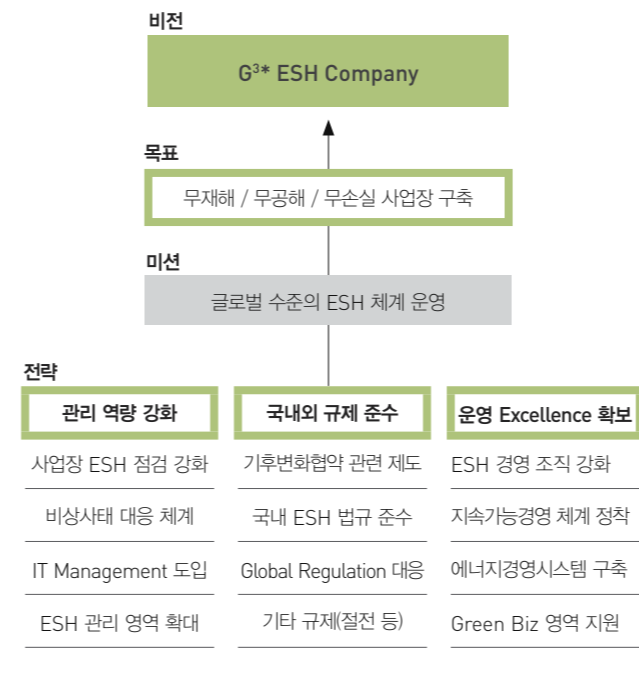 비전
G³* ESH Company
목표
무재해 / 무공해 / 무손실 사업장 구축
미션
글로벌 수준의 ESH 체계 운영
전략
관리 역량 강화
사업장 ESH 점검 강화
비상사태 대응 체계
IT Management 도입
ESH 관리 영역 확대
국내외 규제 준수
기후변화협약 관련 제도
국내 ESH 법규 준수
Global Regulation 대응
기타 규제(절전 등)
운영 Excellence 확보
ESH 경영 조직 강화
지속가능경영 체계 정착
에너지경영시스템 구축
Green Biz 영역 지원